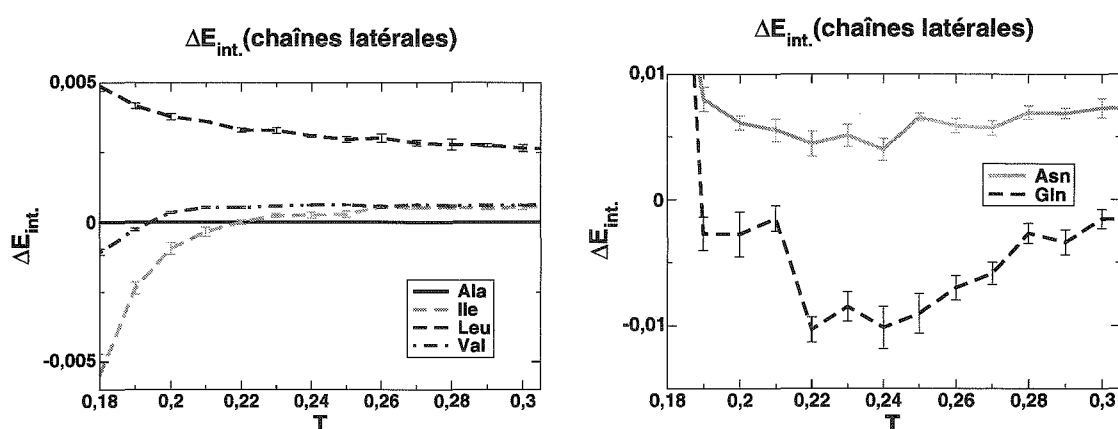 ΔE_int. (chaînes latérales)
0,005
0
-0,005
ΔE_int.
Ala
Ile
Leu
Val
0,18 0,2 0,22 0,24 0,26 0,28 0,3
T
ΔE_int. (chaînes latérales)
0,01
0
-0,01
ΔE_int.
Asn
Gln
0,18 0,2 0,22 0,24 0,26 0,28 0,3
T